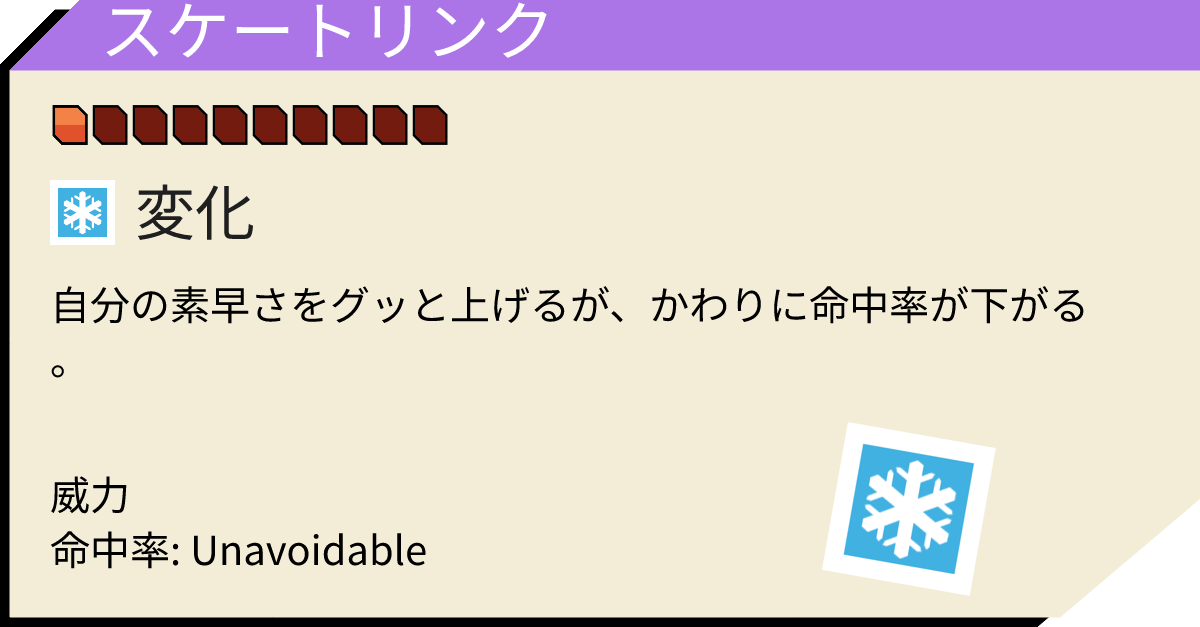 スケートリンク
変化
自分の素早さをグッと上げるが、かわりに命中率が下がる
。
威力
命中率: Unavoidable